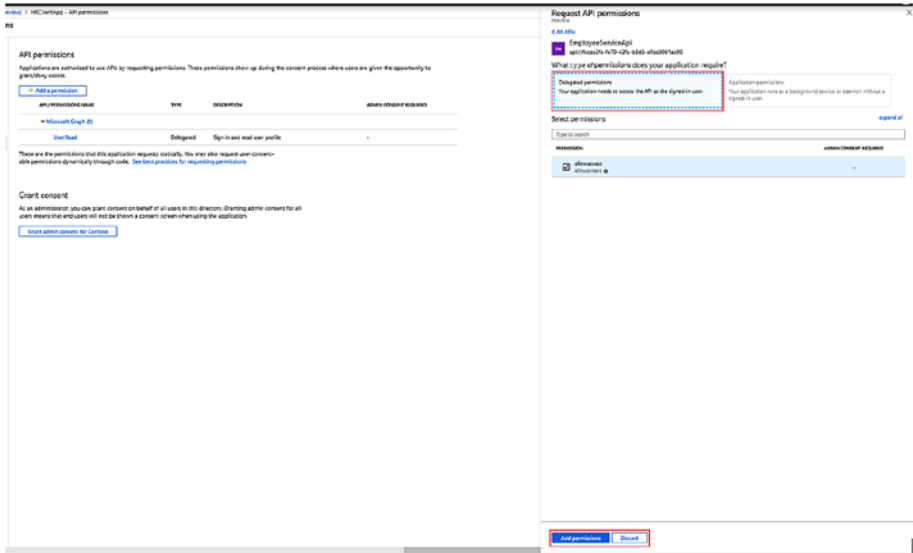 > HRClientApp - API permissions
API permissions
Applications are authorized to use APIs by requesting permissions. These permissions show up during the consent process where users are given the opportunity to
grant/deny access.
+ Add a permission
API / PERMISSIONS NAME TYPE DESCRIPTION ADMIN CONSENT REQUIRED
Microsoft Graph (1)
User.Read Delegated Sign in and read user profile -
These are the permissions that this application requests statically. You may also request user consent-
able permissions dynamically through code. See best practices for requesting permissions
Grant consent
As an administrator, you can grant consent on behalf of all users in this directory. Granting admin consent for all
users means that end users will not be shown a consent screen when using the application.
Grant admin consent for Contoso
Request API permissions
PREVIEW
All APIs
EmployeeServiceApi
What type of permissions does your application require?
Delegated permissions
Your application needs to access the API as the signed-in user.
Application permissions
Your application runs as a background service or daemon without a
signed-in user.
Select permissions expand all
Type to search
PERMISSION ADMIN CONSENT REQUIRED
allowaccess
allowaccess -
Add permissions Discard